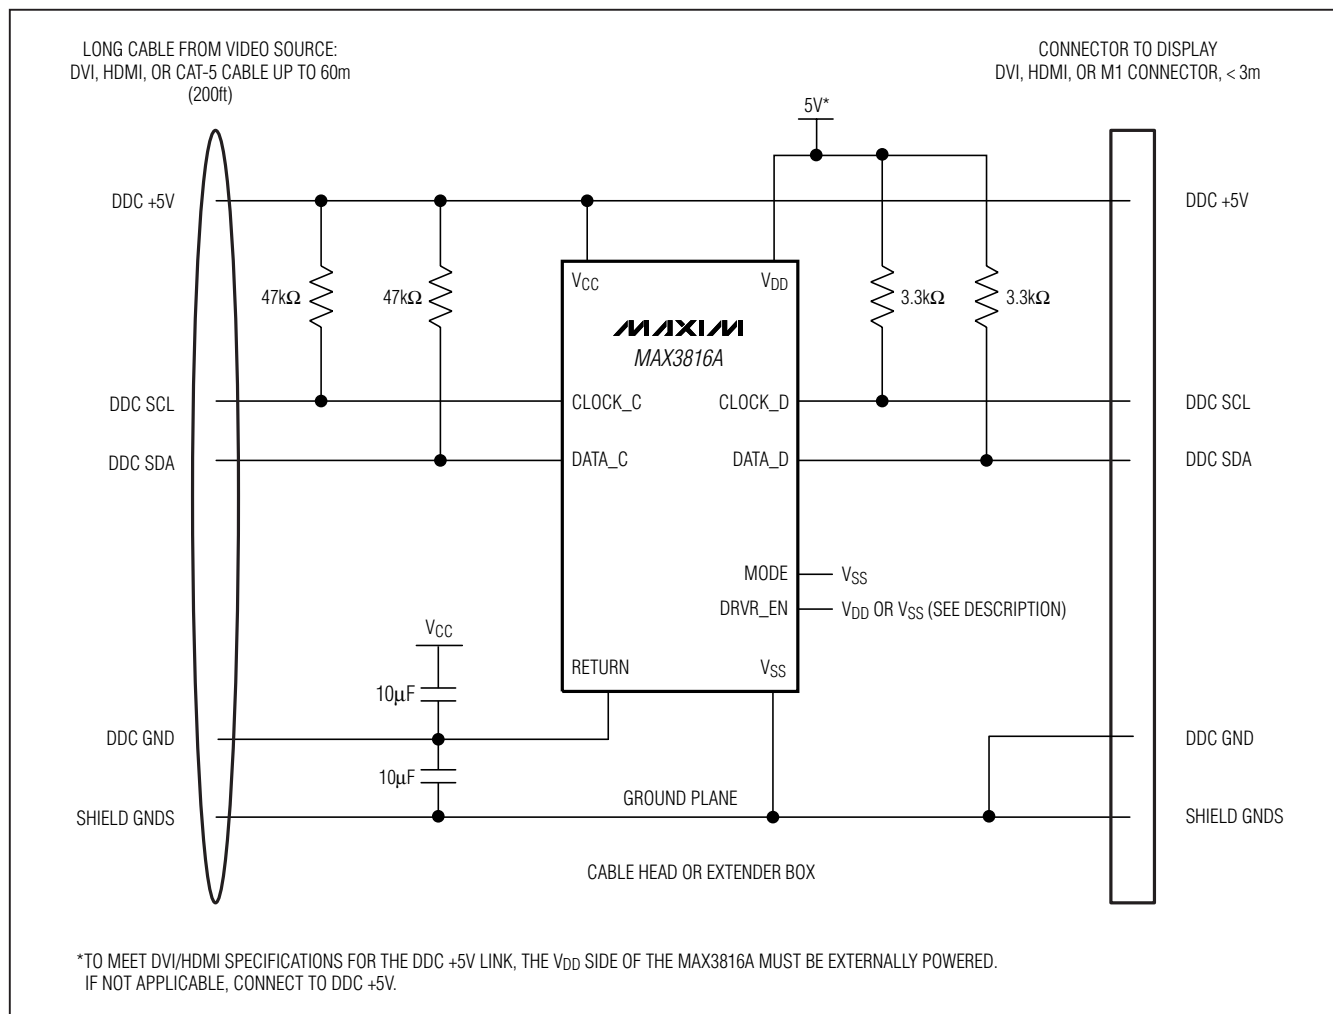 LONG CABLE FROM VIDEO SOURCE:
DVI, HDMI, OR CAT-5 CABLE UP TO 60m
(200ft)
CONNECTOR TO DISPLAY
DVI, HDMI, OR M1 CONNECTOR, < 3m
5V*
DDC +5V
DDC +5V
VCC
VDD
47kΩ
47kΩ
3.3kΩ
3.3kΩ
MAXIM
MAX3816A
DDC SCL
CLOCK_C
CLOCK_D
DDC SCL
DDC SDA
DATA_C
DATA_D
DDC SDA
MODE
VSS
DRVR_EN
VDD OR VSS (SEE DESCRIPTION)
VCC
RETURN
VSS
10µF
DDC GND
DDC GND
10µF
GROUND PLANE
SHIELD GNDS
SHIELD GNDS
CABLE HEAD OR EXTENDER BOX
*TO MEET DVI/HDMI SPECIFICATIONS FOR THE DDC +5V LINK, THE VDD SIDE OF THE MAX3816A MUST BE EXTERNALLY POWERED.
IF NOT APPLICABLE, CONNECT TO DDC +5V.